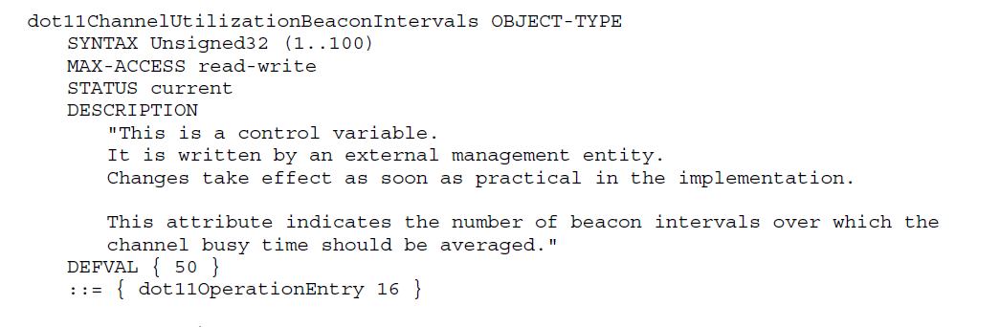 dot11ChannelUtilizationBeaconIntervals OBJECT-TYPE
SYNTAX Unsigned32 (1..100)
MAX-ACCESS read-write
STATUS current
DESCRIPTION
"This is a control variable.
It is written by an external management entity.
Changes take effect as soon as practical in the implementation.
This attribute indicates the number of beacon intervals over which the
channel busy time should be averaged."
DEFVAL { 50 }
::= { dot11OperationEntry 16 }